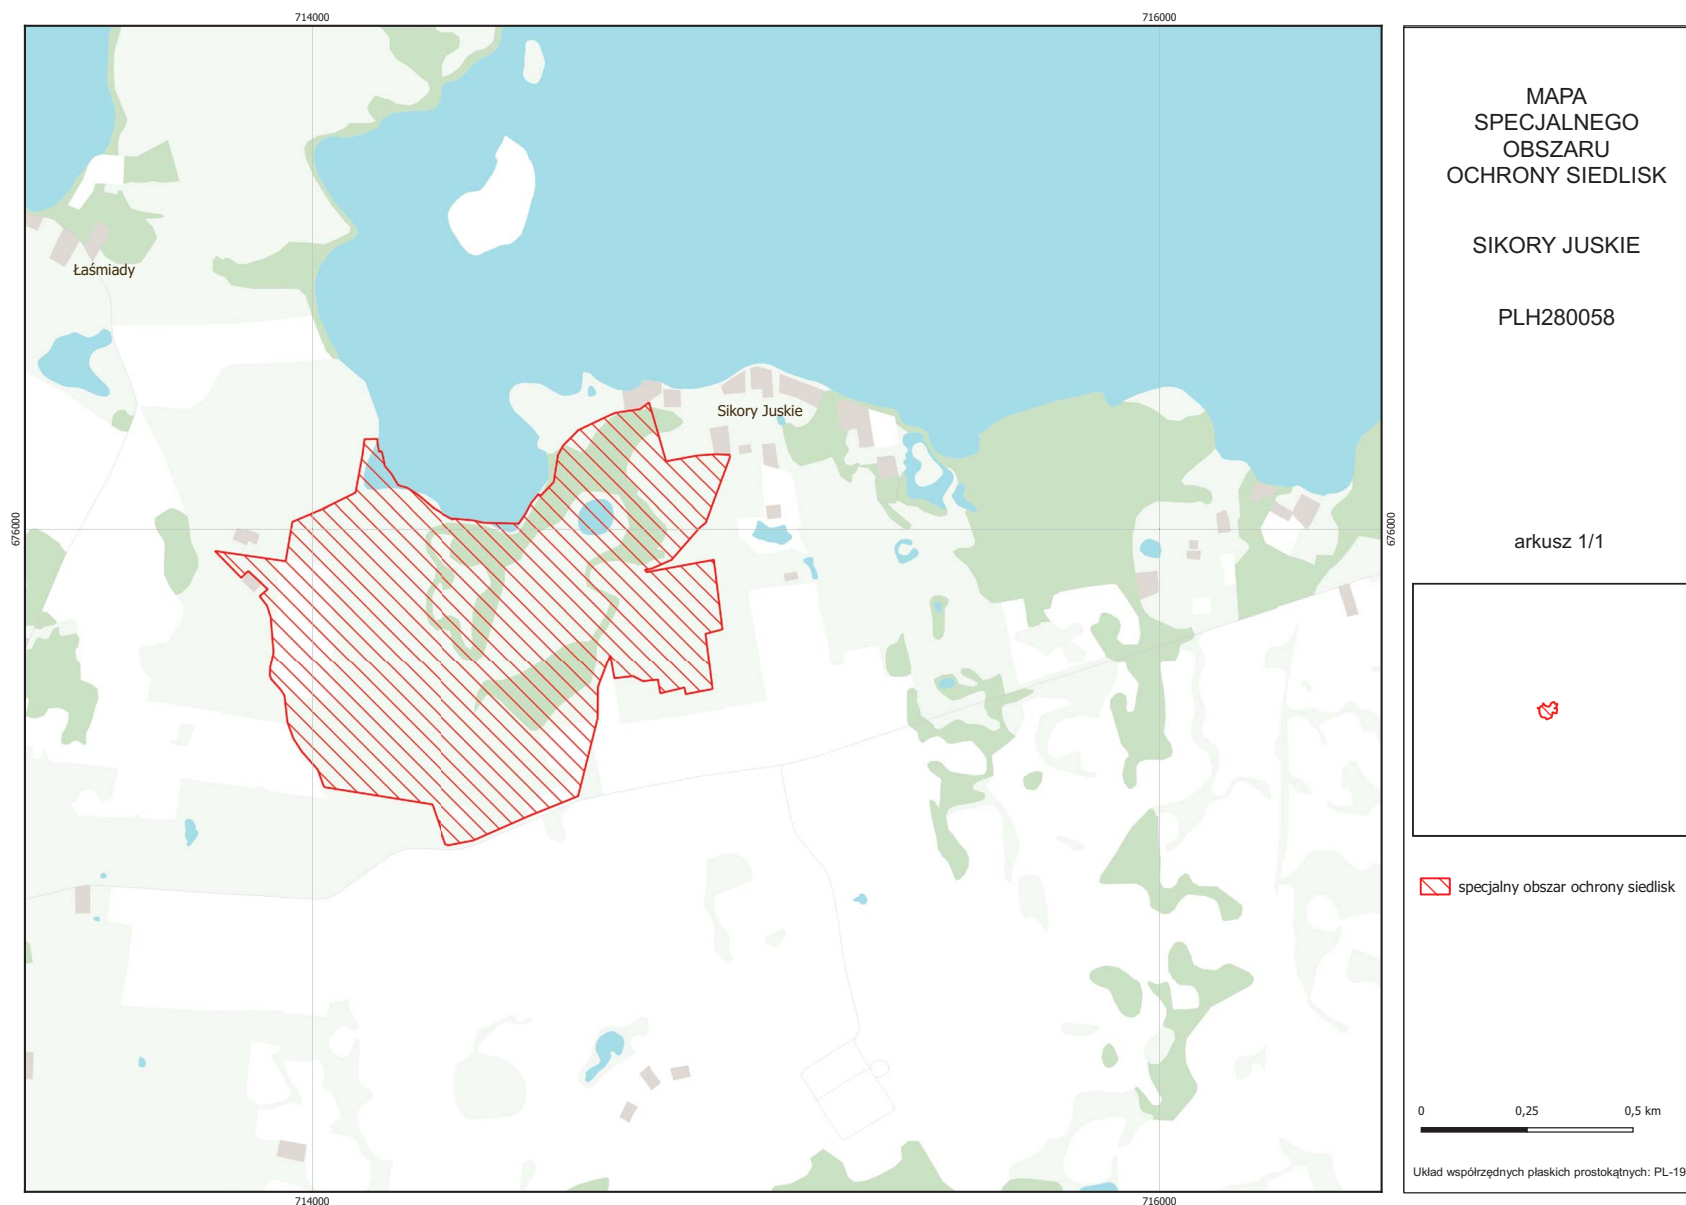 714000
716000
MAPA
SPECJALNEGO
OBSZARU
OCHRONY SIEDLISK
SIKORY JUSKIE
PLH280058
Łaśmiady
Sikory Juskie
676000
676000
arkusz 1/1
specjalny obszar ochrony siedlisk
0 0,25 0,5 km
Układ współrzędnych płaskich prostokątnych: PL-19
714000
716000